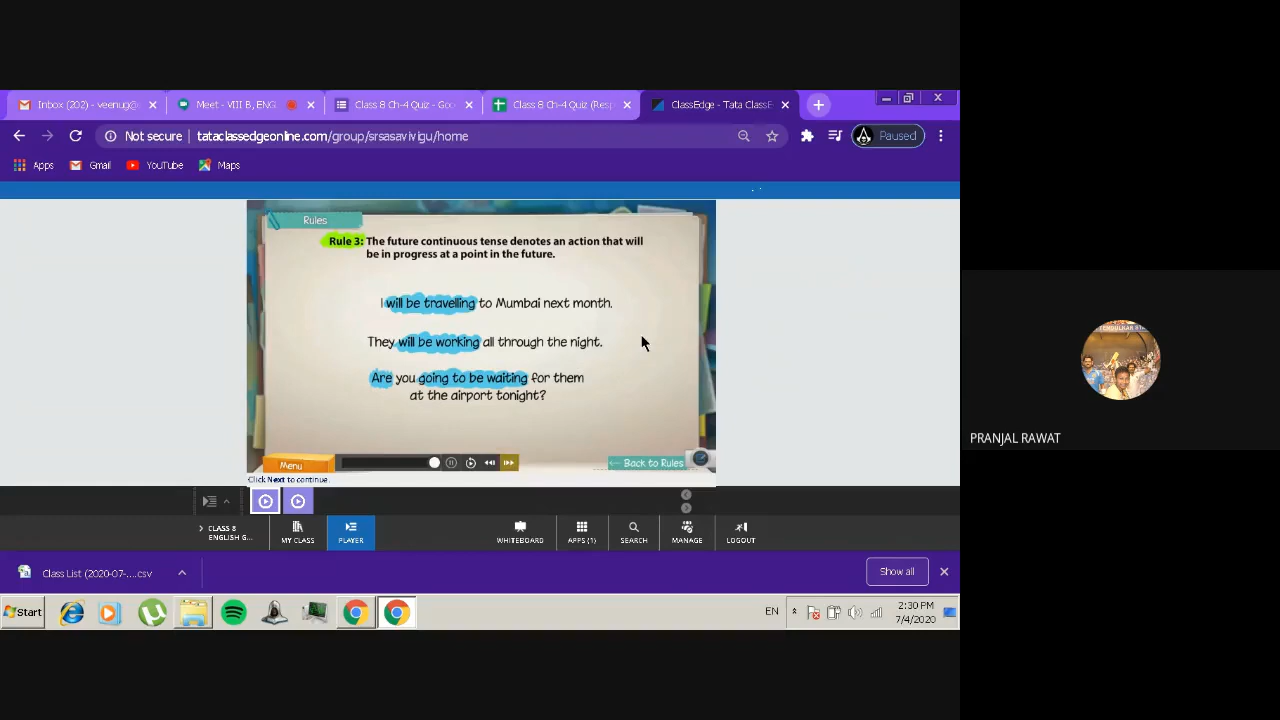 Inbox (202) - veenug@
Meet - VIII B, ENG
Class 8 Ch-4 Quiz - Goo
Class 8 Ch-4 Quiz (Resp
ClassEdge - Tata ClassE
Not secure | tataclassedgeonline.com/group/srsasavivigu/home
Paused
Apps Gmail YouTube Maps
Rules
Rule 3: The future continuous tense denotes an action that will
be in progress at a point in the future.
I will be travelling to Mumbai next month.
They will be working all through the night.
Are you going to be waiting for them
at the airport tonight?
Menu
Back to Rules
Click Next to continue.
PRANJAL RAWAT
CLASS 8
ENGLISH G...
MY CLASS
PLAYER
WHITEBOARD
APPS (1)
SEARCH
MANAGE
LOGOUT
Class List (2020-07-....csv
Show all
Start
EN
2:30 PM
7/4/2020